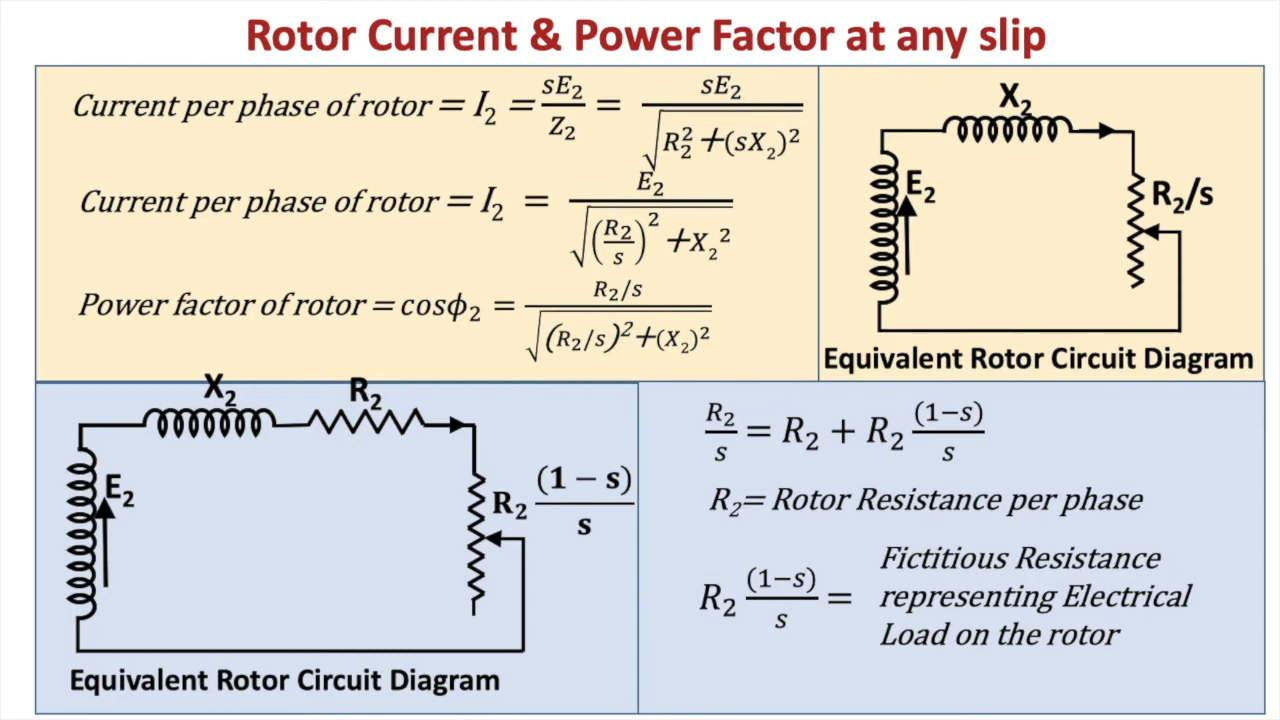 Rotor Current & Power Factor at any slip
Current per phase of rotor = I₂ = sE₂/Z₂ = sE₂/√(R₂² + (sX₂)²)
Current per phase of rotor = I₂ = E₂/√((R₂/s)² + X₂²)
Power factor of rotor = cosϕ₂ = (R₂/s)/√((R₂/s)² + (X₂)²)
X₂
E₂
R₂/s
Equivalent Rotor Circuit Diagram
X₂
R₂
E₂
R₂ (1 − s)/s
Equivalent Rotor Circuit Diagram
R₂/s = R₂ + R₂ (1−s)/s
R₂= Rotor Resistance per phase
R₂ (1−s)/s =
Fictitious Resistance
representing Electrical
Load on the rotor